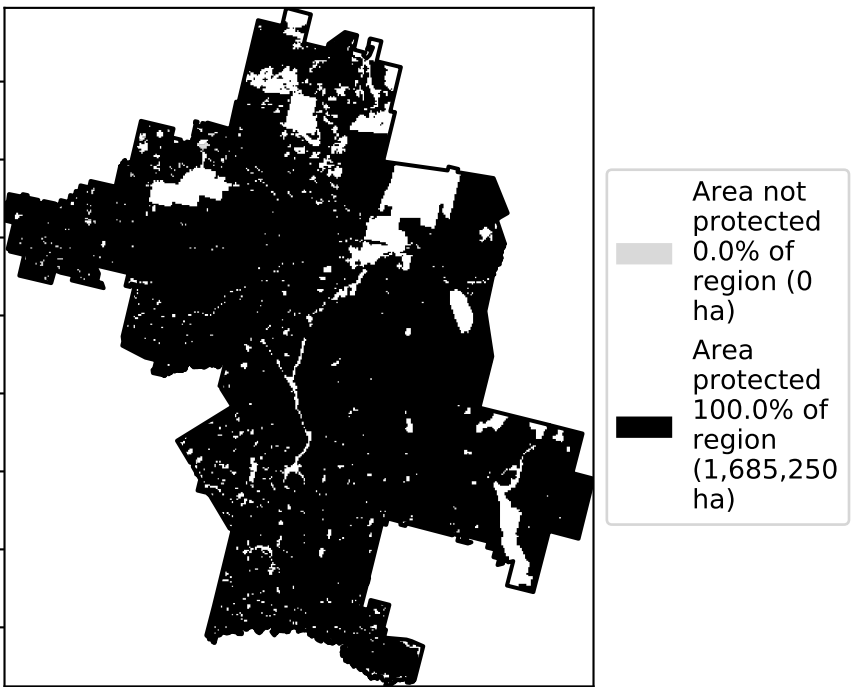 Area not
protected
0.0% of
region (0
ha)
Area
protected
100.0% of
region
(1,685,250
ha)